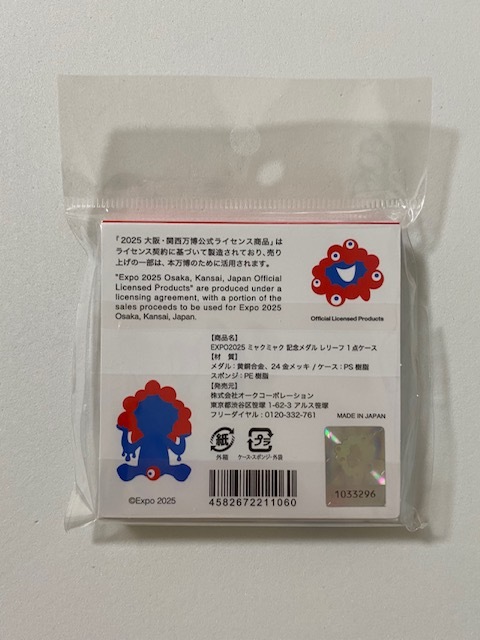 「2025 大阪・関西万博公式ライセンス商品」は
ライセンス契約に基づいて製造されており、売り
上げの一部は、本万博のために活用されます。
"Expo 2025 Osaka, Kansai, Japan Official
Licensed Products" are produced under a
licensing agreement, with a portion of the
sales proceeds to be used for Expo 2025
Osaka, Kansai, Japan.
Official Licensed Products
【商品名】
EXPO2025 ミャクミャク 記念メダル レリーフ 1点ケース
【材　質】
メダル：黄銅合金、24金メッキ / ケース：PS樹脂
スポンジ：PE樹脂
【発売元】
株式会社オークコーポレーション
東京都渋谷区笹塚 1-62-3 アルス笹塚
フリーダイヤル：0120-332-761
MADE IN JAPAN
紙
外箱
プラ
ケース・スポンジ・外袋
1033296
©Expo 2025
4582672211060